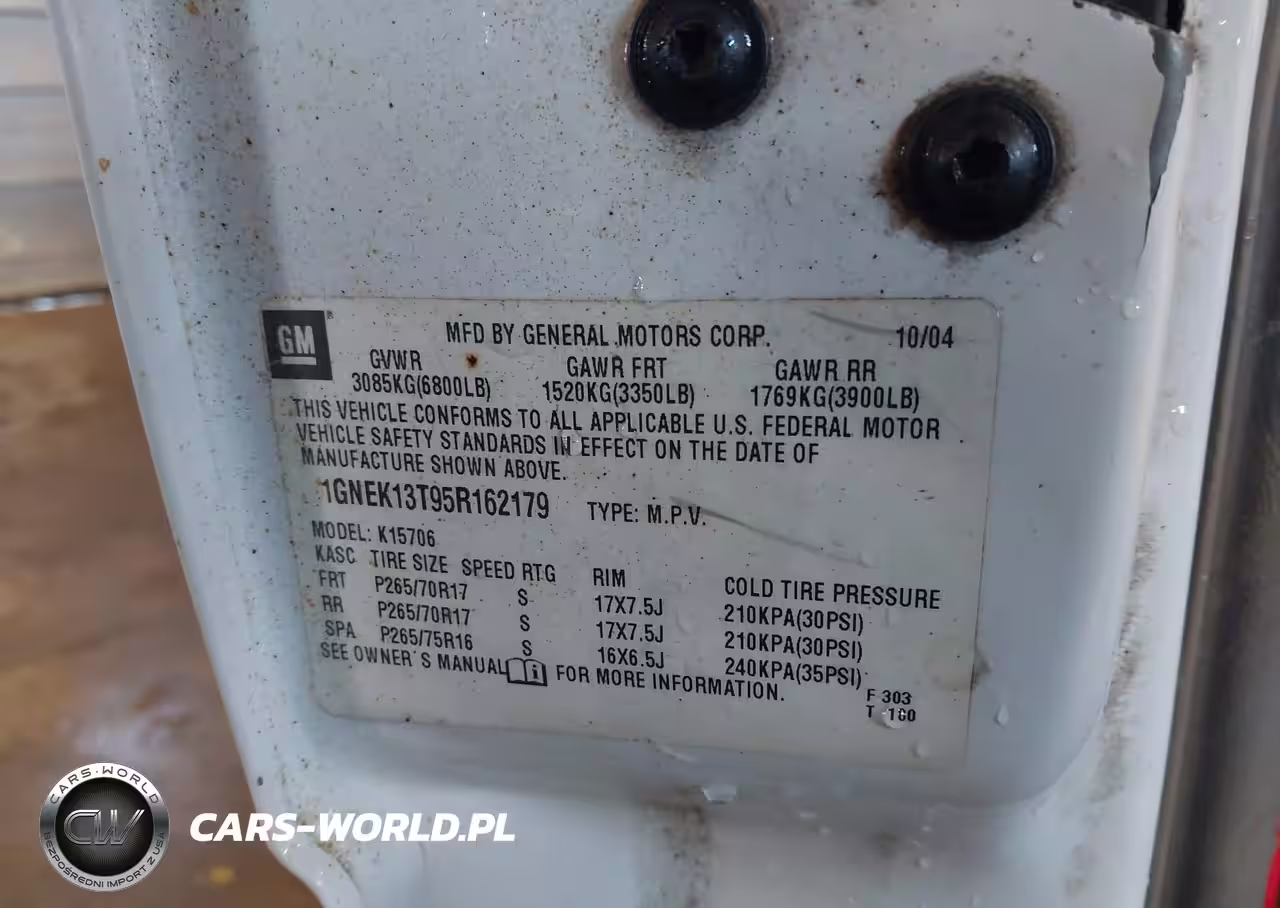 GM
MFD BY GENERAL MOTORS CORP. 10/04
GVWR GAWR FRT GAWR RR
3085KG(6800LB) 1520KG(3350LB) 1769KG(3900LB)
THIS VEHICLE CONFORMS TO ALL APPLICABLE U.S. FEDERAL MOTOR
VEHICLE SAFETY STANDARDS IN EFFECT ON THE DATE OF
MANUFACTURE SHOWN ABOVE.
1GNEK13T95R162179 TYPE: M.P.V.
MODEL: K15706
KASC TIRE SIZE SPEED RTG RIM COLD TIRE PRESSURE
FRT P265/70R17 S 17X7.5J 210KPA(30PSI)
RR P265/70R17 S 17X7.5J 210KPA(30PSI)
SPA P265/75R16 S 16X6.5J 240KPA(35PSI)
SEE OWNER'S MANUAL FOR MORE INFORMATION.
F 303
T 160
CARS-WORLD
CW
BEZPOŚREDNI IMPORT Z USA
CARS-WORLD.PL